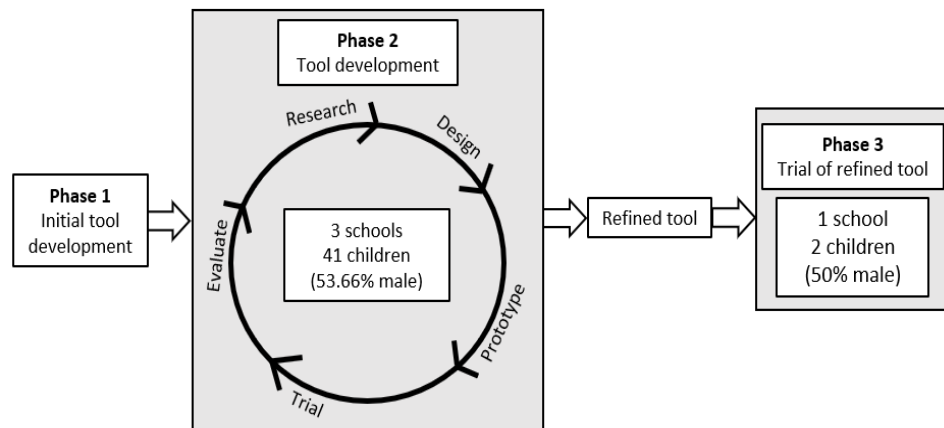 Phase 1
Initial tool
development
Phase 2
Tool development
Research
Design
Prototype
Trial
Evaluate
3 schools
41 children
(53.66% male)
Refined tool
Phase 3
Trial of refined tool
1 school
2 children
(50% male)